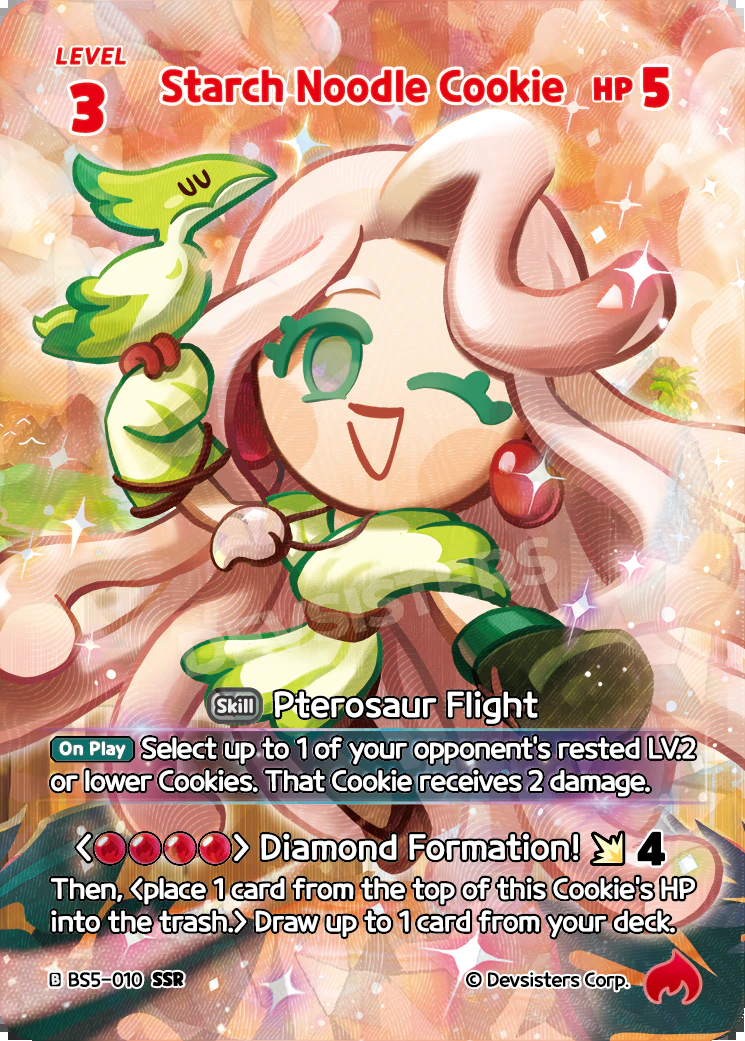 LEVEL
3
Starch Noodle Cookie HP 5
DEVSISTERS
Skill Pterosaur Flight
On Play Select up to 1 of your opponent's rested LV.2
or lower Cookies. That Cookie receives 2 damage.
< > Diamond Formation! 4
Then, <place 1 card from the top of this Cookie's HP
into the trash.> Draw up to 1 card from your deck.
B BS5-010 SSR © Devsisters Corp.